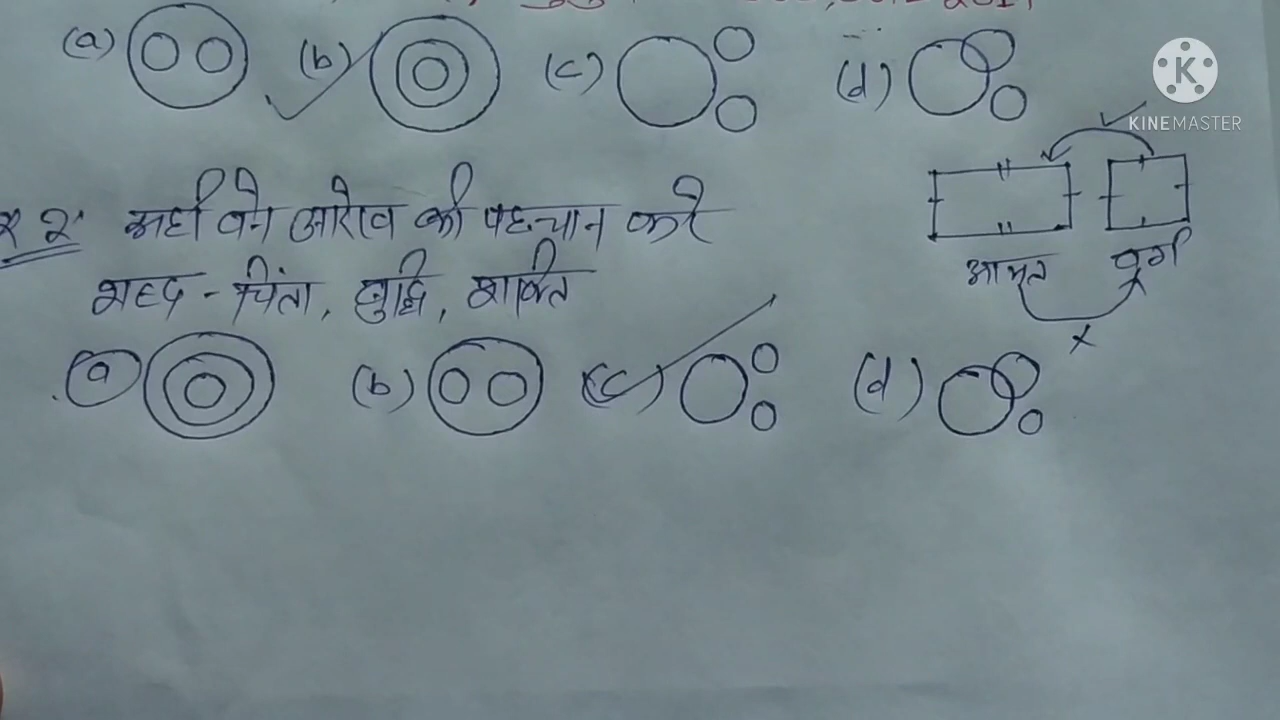 (a) (b) (c) (d)
K
KINEMASTER
2. सही वेन आरेख की पहचान करे
शब्द - चिंता, बुद्धि, शक्ति
आयत वर्ग
(a) (b) (c) (d)